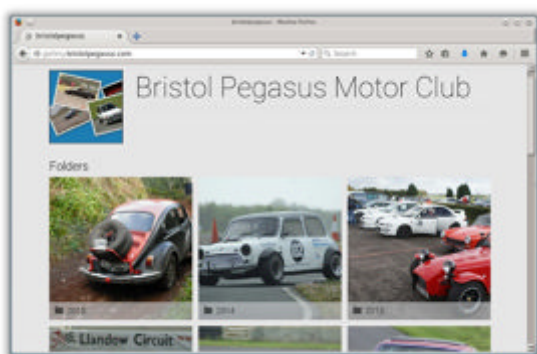 bristolpegasus
bristolpegasus.com
Search
Bristol Pegasus Motor Club
Folders
2015
2014
2013
Llandow Circuit